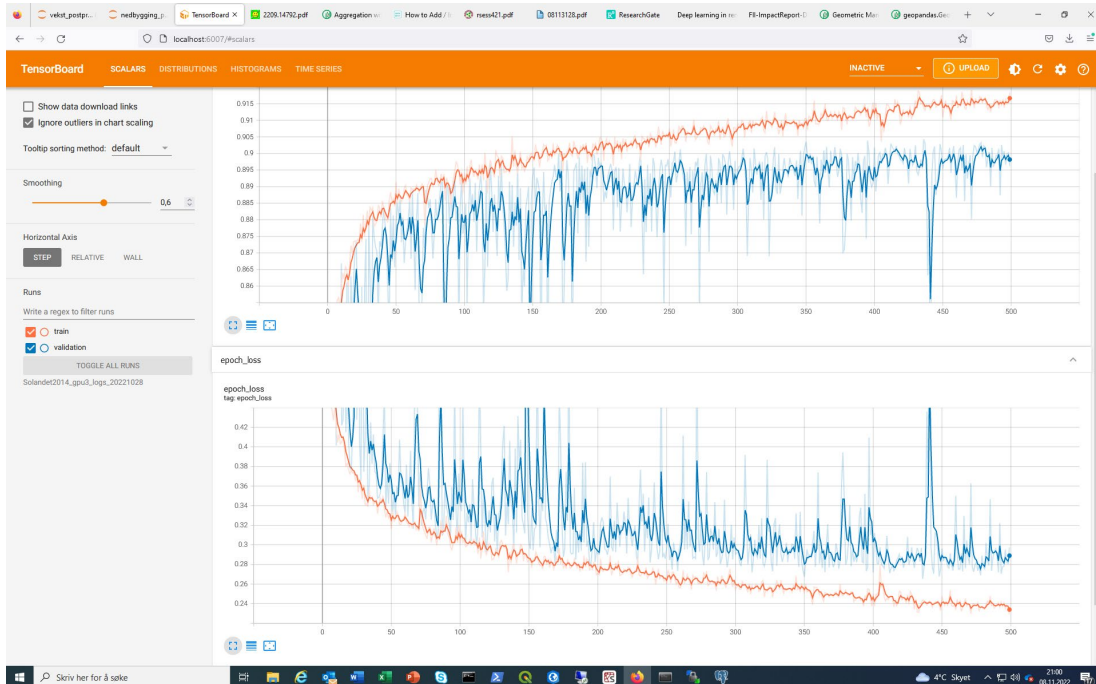 vekst_postpr...
nedbygging_p.
TensorBoard
2209.14792.pdf
Aggregation
How to Add / 
rsess421.pdf
08113128.pdf
ResearchGate
Deep learning in re
FII-ImpactReport-D
Geometric Man
geopandas.Geo
localhost:6007/#scalars
TensorBoard SCALARS DISTRIBUTIONS HISTOGRAMS TIME SERIES INACTIVE UPLOAD
Show data download links
Ignore outliers in chart scaling
Tooltip sorting method: default
Smoothing
0,6
Horizontal Axis
STEP RELATIVE WALL
Runs
Write a regex to filter runs
train
validation
TOGGLE ALL RUNS
Solandet2014_gpu3_logs_20221028
0.915
0.91
0.905
0.9
0.895
0.89
0.885
0.88
0.875
0.87
0.865
0.86
0 50 100 150 200 250 300 350 400 450 500
epoch_loss
epoch_loss
tag: epoch_loss
0.42
0.4
0.38
0.36
0.34
0.32
0.3
0.28
0.26
0.24
0 50 100 150 200 250 300 350 400 450 500
Skriv her for å søke
4°C Skyet
21:00
08.11.2022